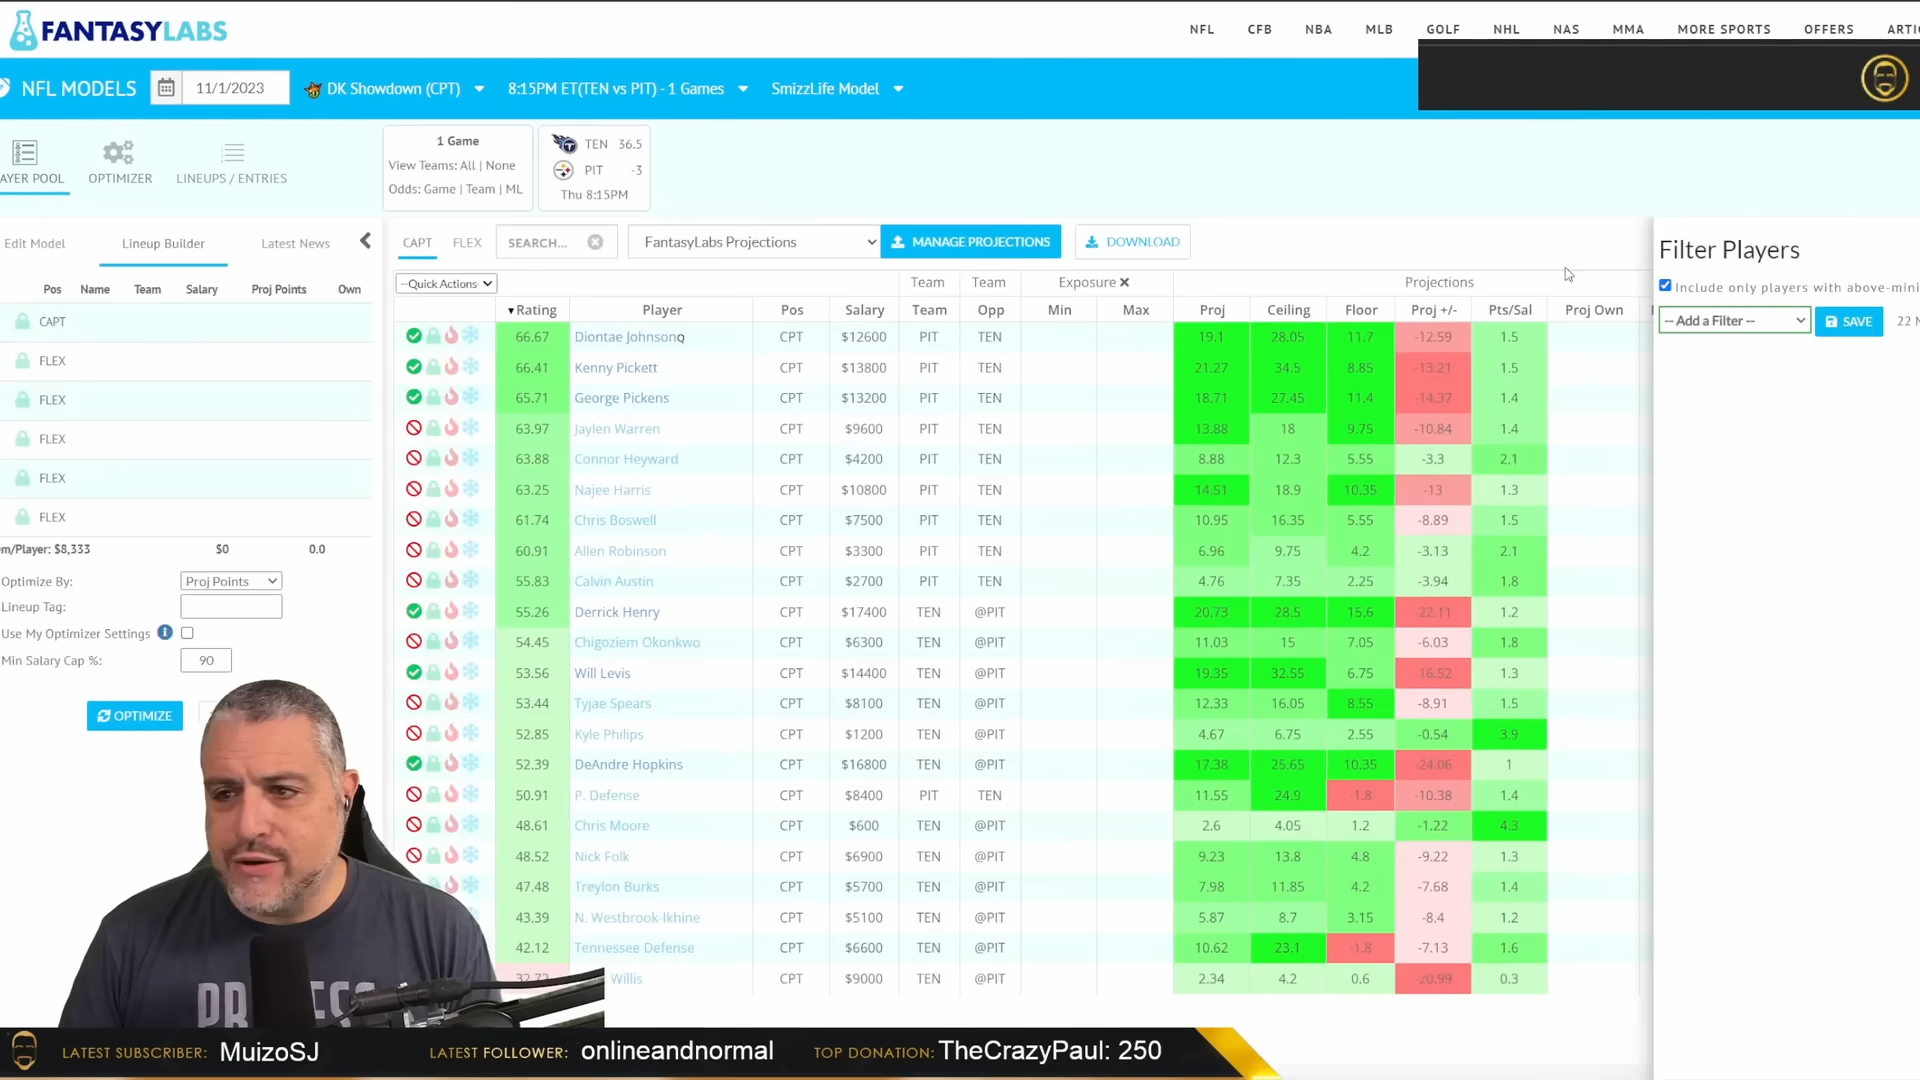 FANTASYLABS
NFL CFB NBA MLB GOLF NHL NAS MMA MORE SPORTS OFFERS ARTI
NFL MODELS 11/1/2023 DK Showdown (CPT) 8:15PM ET(TEN vs PIT) - 1 Games SmizzLife Model
AYER POOL OPTIMIZER LINEUPS / ENTRIES
1 Game
View Teams: All | None
Odds: Game | Team | ML
TEN 36.5
PIT -3
Thu 8:15PM
Edit Model Lineup Builder Latest News
CAPT FLEX SEARCH... FantasyLabs Projections MANAGE PROJECTIONS DOWNLOAD
Filter Players
Include only players with above-mini
-- Add a Filter -- SAVE 22 M
Pos Name Team Salary Proj Points Own
CAPT
FLEX
FLEX
FLEX
FLEX
FLEX
em/Player: $8,333 $0 0.0
Optimize By: Proj Points
Lineup Tag:
Use My Optimizer Settings
Min Salary Cap %: 90
OPTIMIZE
--Quick Actions Team Team Exposure Projections
Rating Player Pos Salary Team Opp Min Max Proj Ceiling Floor Proj +/- Pts/Sal Proj Own
66.67 Diontae JohnsonQ CPT $12600 PIT TEN 19.1 28.05 11.7 -12.59 1.5
66.41 Kenny Pickett CPT $13800 PIT TEN 21.27 34.5 8.85 -13.21 1.5
65.71 George Pickens CPT $13200 PIT TEN 18.71 27.45 11.4 -14.37 1.4
63.97 Jaylen Warren CPT $9600 PIT TEN 13.88 18 9.75 -10.84 1.4
63.88 Connor Heyward CPT $4200 PIT TEN 8.88 12.3 5.55 -3.3 2.1
63.25 Najee Harris CPT $10800 PIT TEN 14.51 18.9 10.35 -13 1.3
61.74 Chris Boswell CPT $7500 PIT TEN 10.95 16.35 5.55 -8.89 1.5
60.91 Allen Robinson CPT $3300 PIT TEN 6.96 9.75 4.2 -3.13 2.1
55.83 Calvin Austin CPT $2700 PIT TEN 4.76 7.35 2.25 -3.94 1.8
55.26 Derrick Henry CPT $17400 TEN @PIT 20.73 28.5 15.6 -22.11 1.2
54.45 Chigoziem Okonkwo CPT $6300 TEN @PIT 11.03 15 7.05 -6.03 1.8
53.56 Will Levis CPT $14400 TEN @PIT 19.35 32.55 6.75 -16.52 1.3
53.44 Tyjae Spears CPT $8100 TEN @PIT 12.33 16.05 8.55 -8.91 1.5
52.85 Kyle Philips CPT $1200 TEN @PIT 4.67 6.75 2.55 -0.54 3.9
52.39 DeAndre Hopkins CPT $16800 TEN @PIT 17.38 25.65 10.35 -24.06 1
50.91 P. Defense CPT $8400 PIT TEN 11.55 24.9 -1.8 -10.38 1.4
48.61 Chris Moore CPT $600 TEN @PIT 2.6 4.05 1.2 -1.22 4.3
48.52 Nick Folk CPT $6900 TEN @PIT 9.23 13.8 4.8 -9.22 1.3
47.48 Treylon Burks CPT $5700 TEN @PIT 7.98 11.85 4.2 -7.68 1.4
43.39 N. Westbrook-Ikhine CPT $5100 TEN @PIT 5.87 8.7 3.15 -8.4 1.2
42.12 Tennessee Defense CPT $6600 TEN @PIT 10.62 23.1 -1.8 -7.13 1.6
32.72 Willis CPT $9000 TEN @PIT 2.34 4.2 0.6 -20.99 0.3
LATEST SUBSCRIBER: MuizoSJ LATEST FOLLOWER: onlineandnormal TOP DONATION: TheCrazyPaul: 250